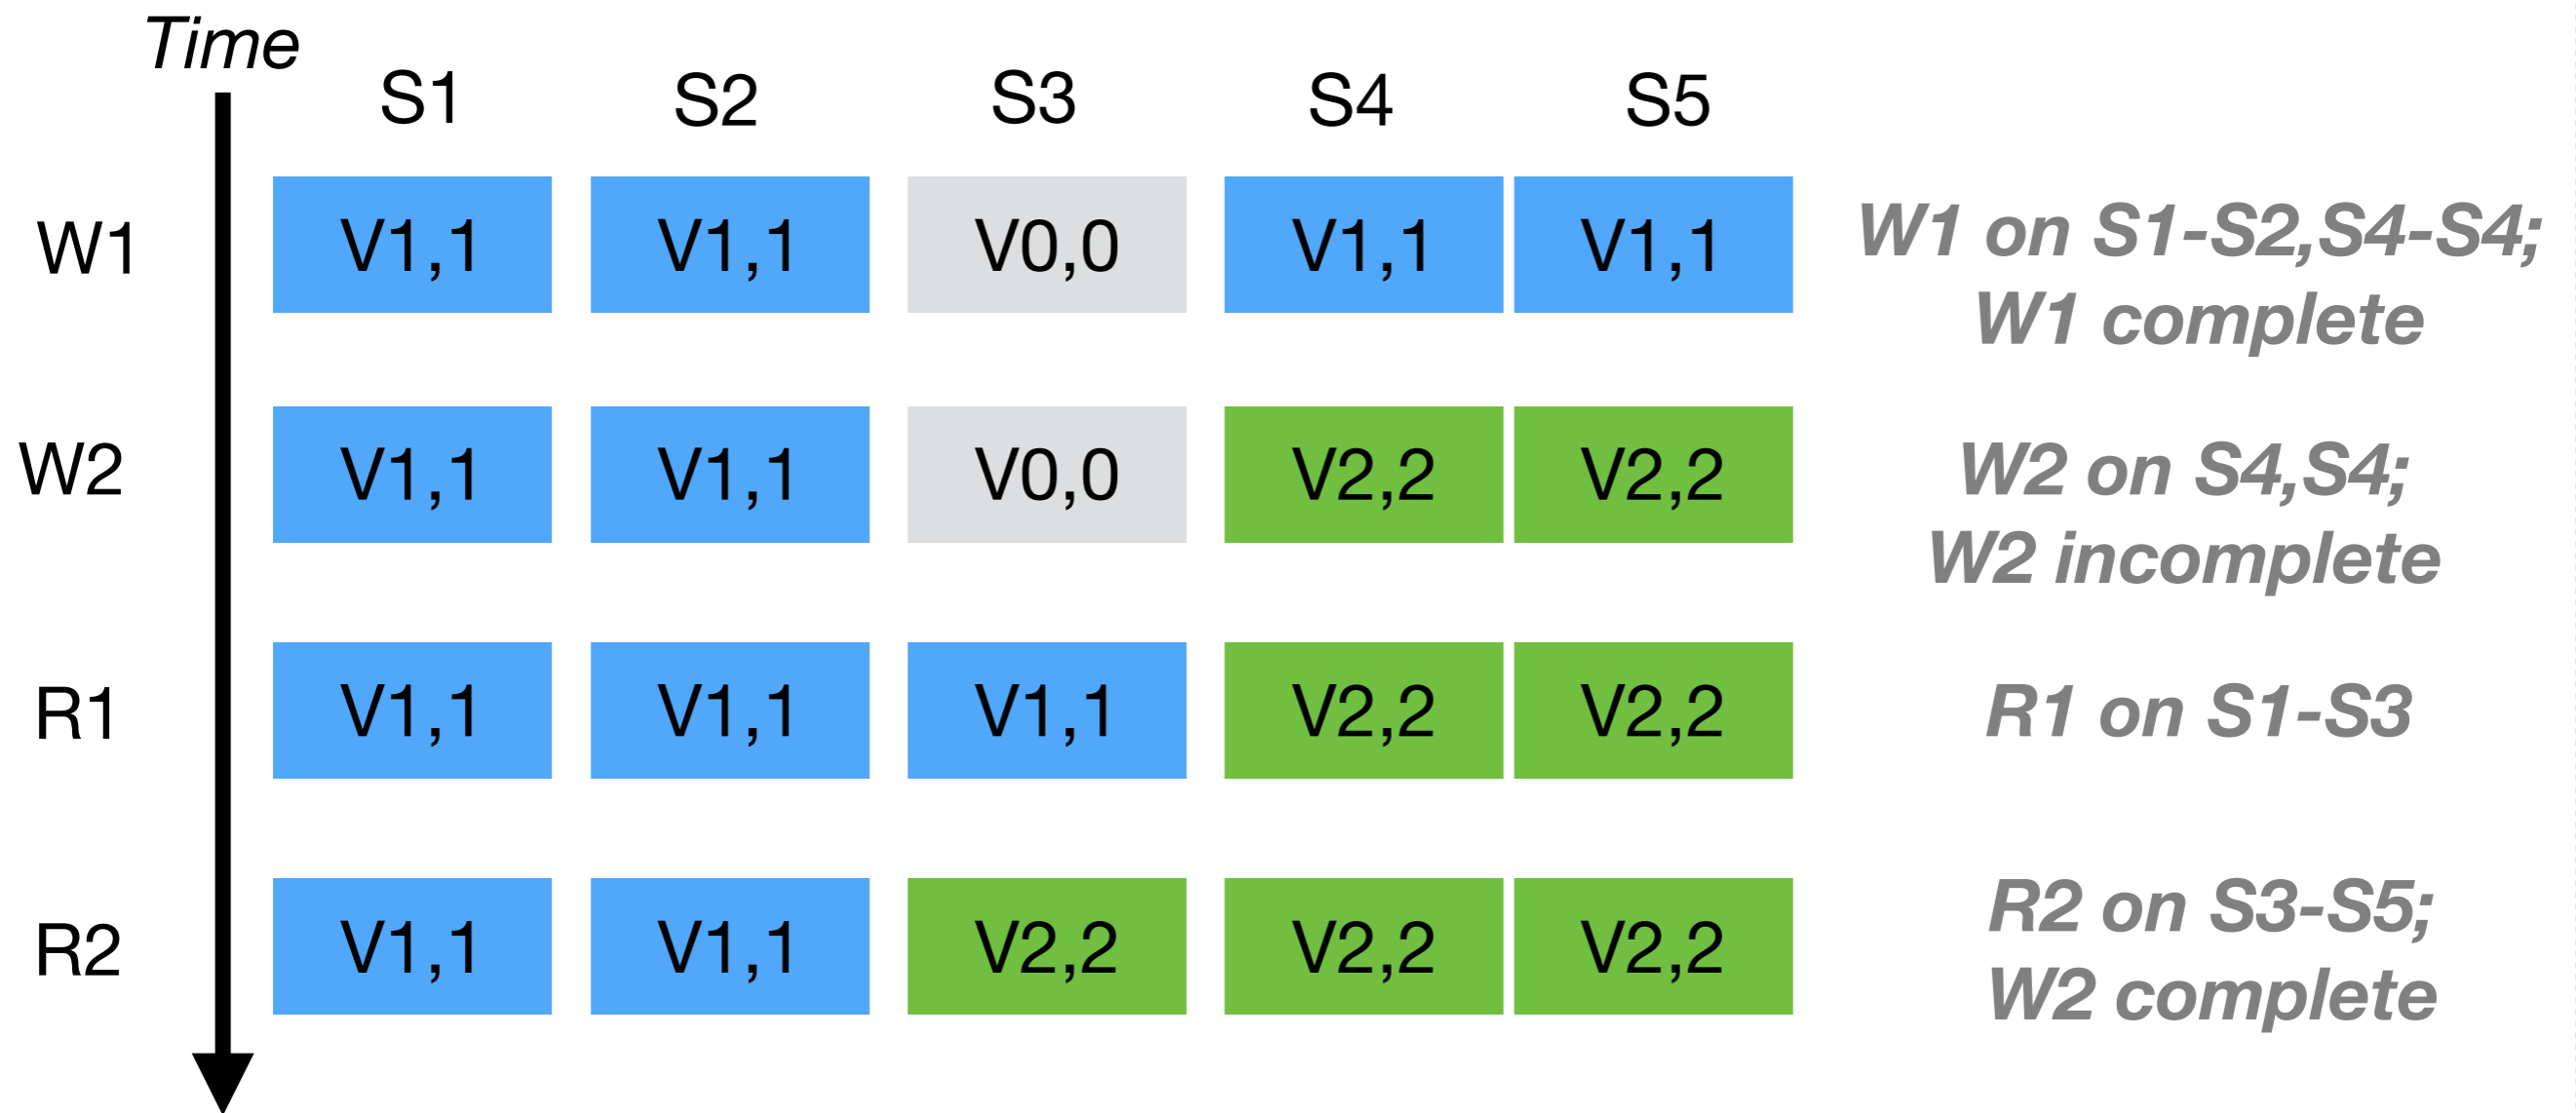 Time
S1 S2 S3 S4 S5
W1 V1,1 V1,1 V0,0 V1,1 V1,1 W1 on S1-S2,S4-S4;
W1 complete
W2 V1,1 V1,1 V0,0 V2,2 V2,2 W2 on S4,S4;
W2 incomplete
R1 V1,1 V1,1 V1,1 V2,2 V2,2 R1 on S1-S3
R2 V1,1 V1,1 V2,2 V2,2 V2,2 R2 on S3-S5;
W2 complete